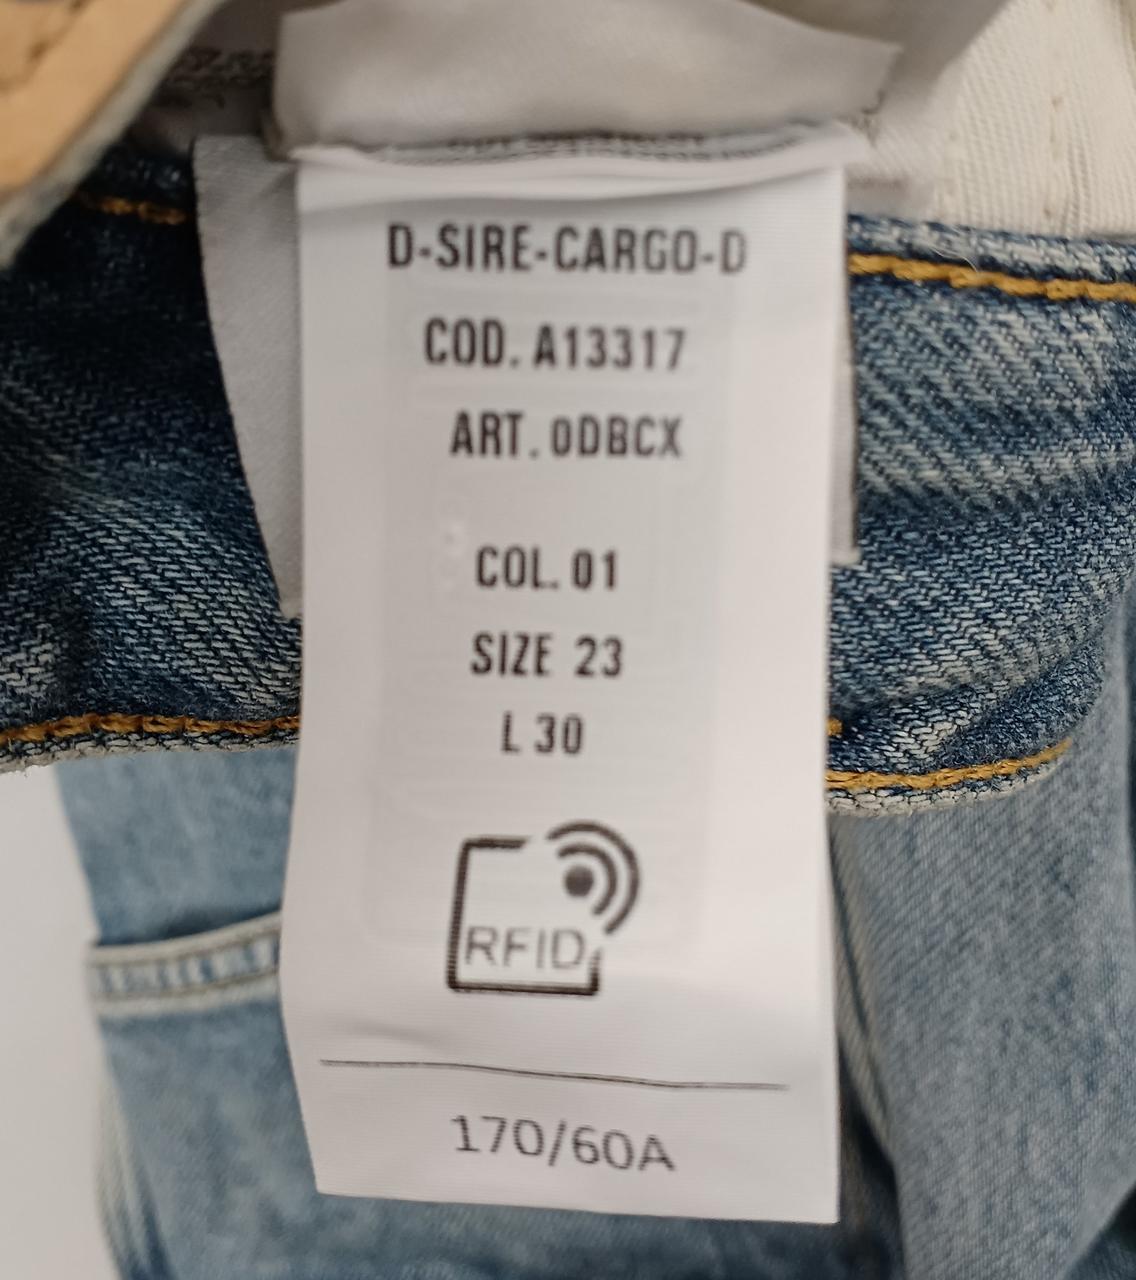 D-SIRE-CARGO-D
COD. A13317
ART. 0DBCX
COL. 01
SIZE 23
L 30
RFID
170/60A